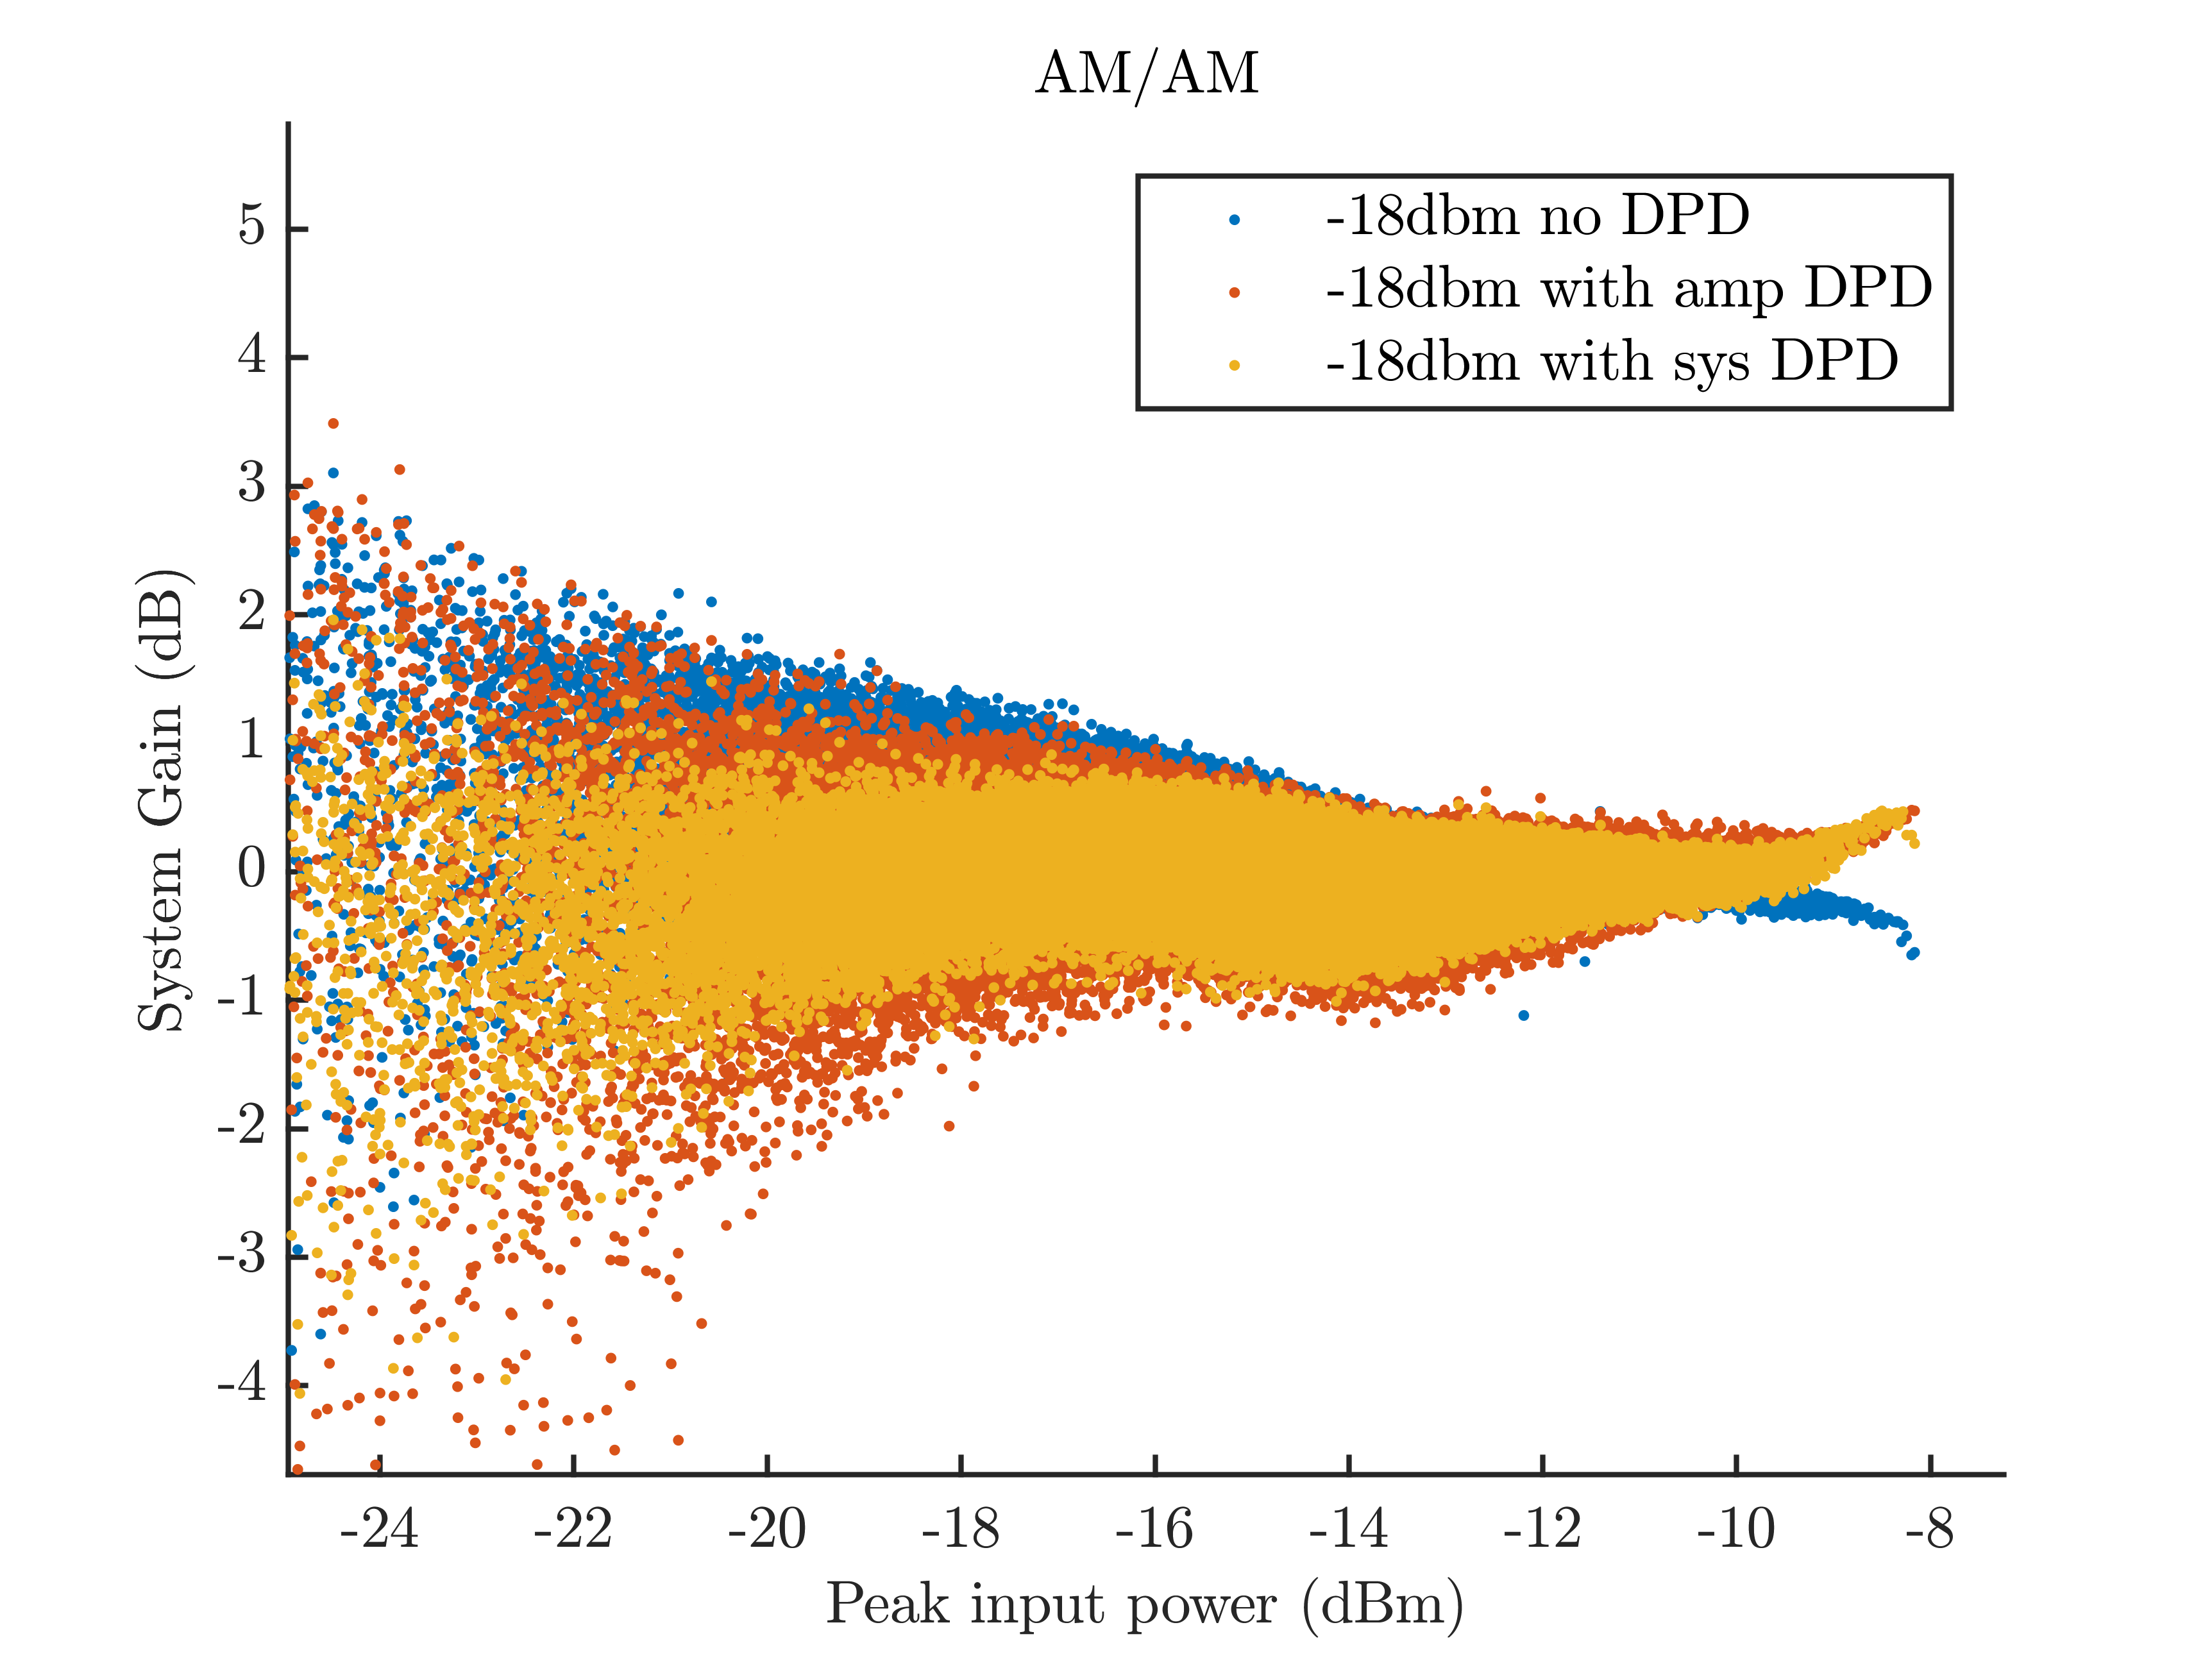 AM/AM
-18dbm no DPD
-18dbm with amp DPD
-18dbm with sys DPD
System Gain (dB)
5
4
3
2
1
0
-1
-2
-3
-4
-24 -22 -20 -18 -16 -14 -12 -10 -8
Peak input power (dBm)